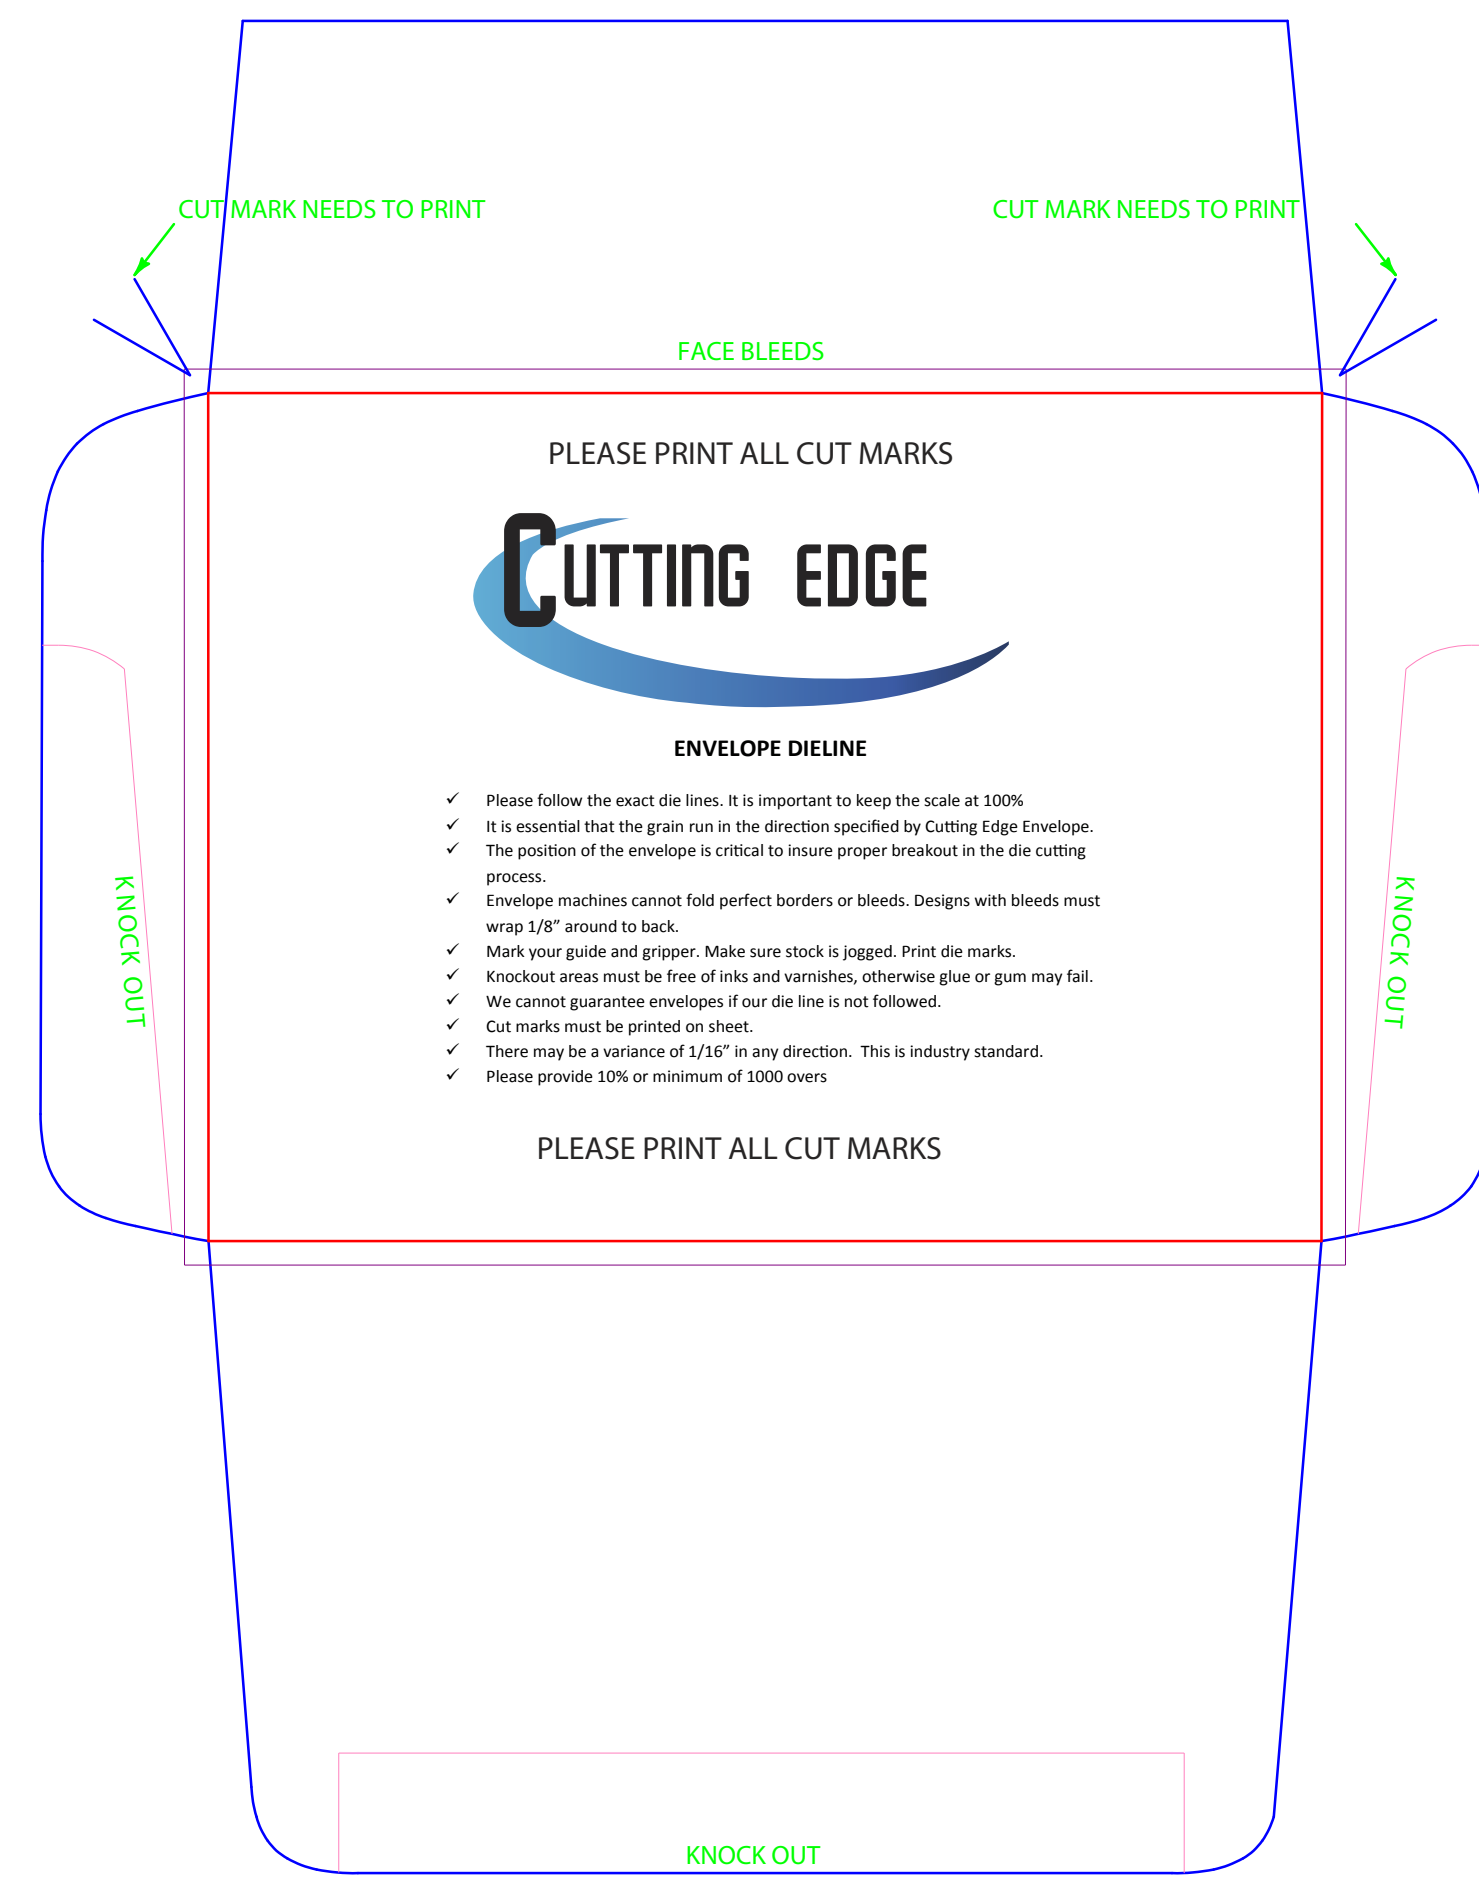 CUT MARK NEEDS TO PRINT
CUT MARK NEEDS TO PRINT
FACE BLEEDS
PLEASE PRINT ALL CUT MARKS
CUTTING EDGE
ENVELOPE DIELINE
✓ Please follow the exact die lines. It is important to keep the scale at 100%
✓ It is essential that the grain run in the direction specified by Cutting Edge Envelope.
✓ The position of the envelope is critical to insure proper breakout in the die cutting
process.
✓ Envelope machines cannot fold perfect borders or bleeds. Designs with bleeds must
wrap 1/8” around to back.
✓ Mark your guide and gripper. Make sure stock is jogged. Print die marks.
✓ Knockout areas must be free of inks and varnishes, otherwise glue or gum may fail.
✓ We cannot guarantee envelopes if our die line is not followed.
✓ Cut marks must be printed on sheet.
✓ There may be a variance of 1/16” in any direction.  This is industry standard.
✓ Please provide 10% or minimum of 1000 overs
PLEASE PRINT ALL CUT MARKS
KNOCK OUT
KNOCK OUT
KNOCK OUT